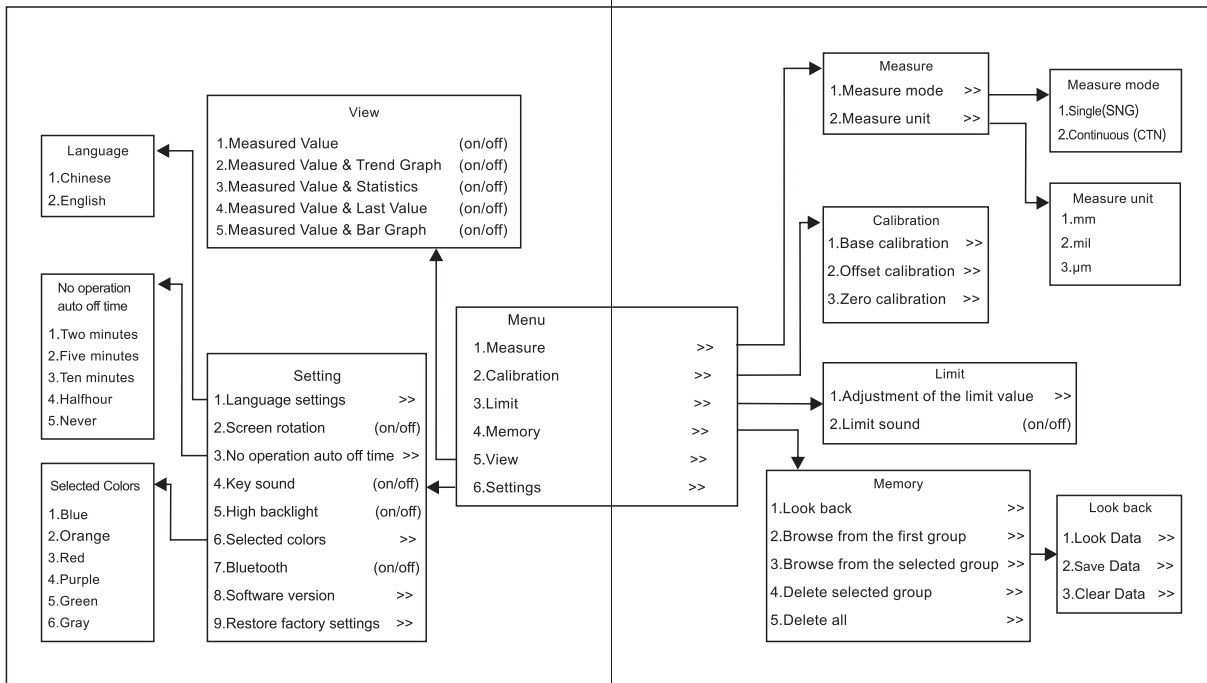 View
1.Measured Value (on/off)
2.Measured Value & Trend Graph (on/off)
3.Measured Value & Statistics (on/off)
4.Measured Value & Last Value (on/off)
5.Measured Value & Bar Graph (on/off)
Language
1.Chinese
2.English
No operation
auto off time
1.Two minutes
2.Five minutes
3.Ten minutes
4.Halfhour
5.Never
Selected Colors
1.Blue
2.Orange
3.Red
4.Purple
5.Green
6.Gray
Setting
1.Language settings >>
2.Screen rotation (on/off)
3.No operation auto off time >>
4.Key sound (on/off)
5.High backlight (on/off)
6.Selected colors >>
7.Bluetooth (on/off)
8.Software version >>
9.Restore factory settings >>
Menu
1.Measure >>
2.Calibration >>
3.Limit >>
4.Memory >>
5.View >>
6.Settings >>
Measure
1.Measure mode >>
2.Measure unit >>
Measure mode
1.Single(SNG)
2.Continuous (CTN)
Measure unit
1.mm
2.mil
3.µm
Calibration
1.Base calibration >>
2.Offset calibration >>
3.Zero calibration >>
Limit
1.Adjustment of the limit value >>
2.Limit sound (on/off)
Memory
1.Look back >>
2.Browse from the first group >>
3.Browse from the selected group >>
4.Delete selected group >>
5.Delete all >>
Look back
1.Look Data >>
2.Save Data >>
3.Clear Data >>